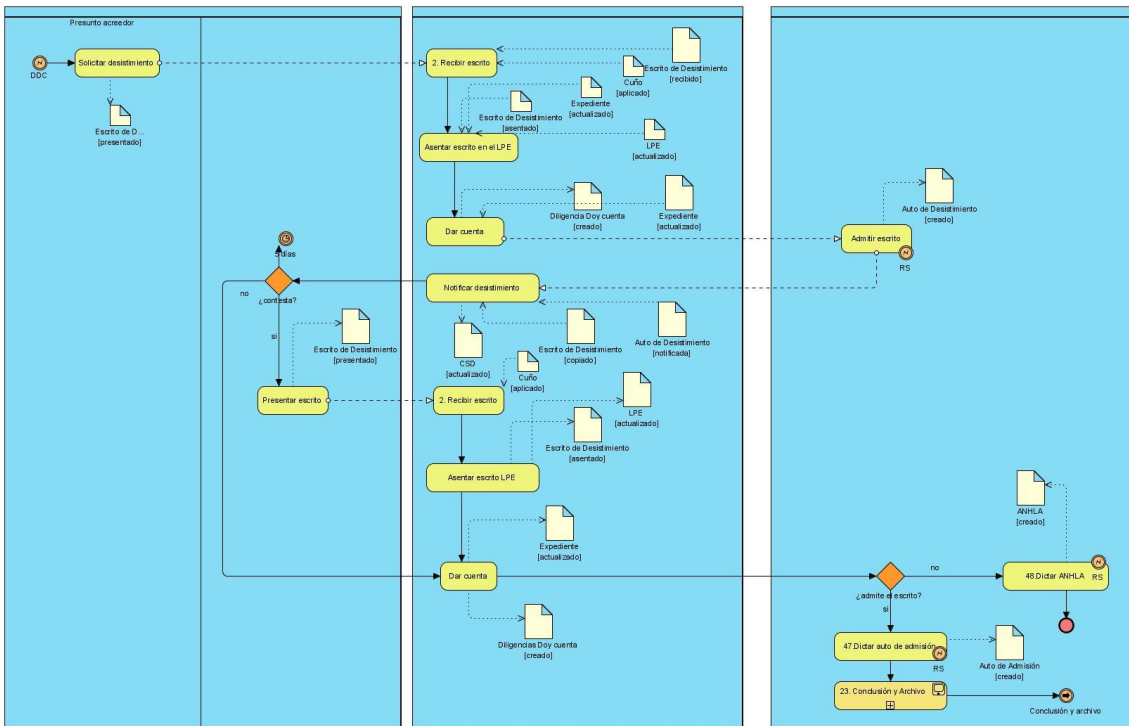 Presunto acreedor
DDC
Solicitar desistimiento
Escrito de D...
[presentado]
2. Recibir escrito
Escrito de Desistimiento
[recibido]
Cuño
[aplicado]
Expediente
[actualizado]
Escrito de Desistimiento
[asentado]
Asentar escrito en el LPE
LPE
[actualizado]
Diligencia Doy cuenta
[creado]
Expediente
[actualizado]
Dar cuenta
Auto de Desistimiento
[creado]
Admitir escrito
RS
5 días
no
¿contesta?
si
Notificar desistimiento
Escrito de Desistimiento
[presentado]
CSD
[actualizado]
Escrito de Desistimiento
[copiado]
Auto de Desistimiento
[notificada]
Cuño
[aplicado]
Presentar escrito
2. Recibir escrito
LPE
[actualizado]
Escrito de Desistimiento
[asentado]
Asentar escrito LPE
Expediente
[actualizado]
Dar cuenta
Diligencias Doy cuenta
[creado]
ANHLA
[creado]
¿admite el escrito?
no
si
48.Dictar ANHLA
RS
47.Dictar auto de admisión
RS
Auto de Admisión
[creado]
23. Conclusión y Archivo
Conclusión y archivo